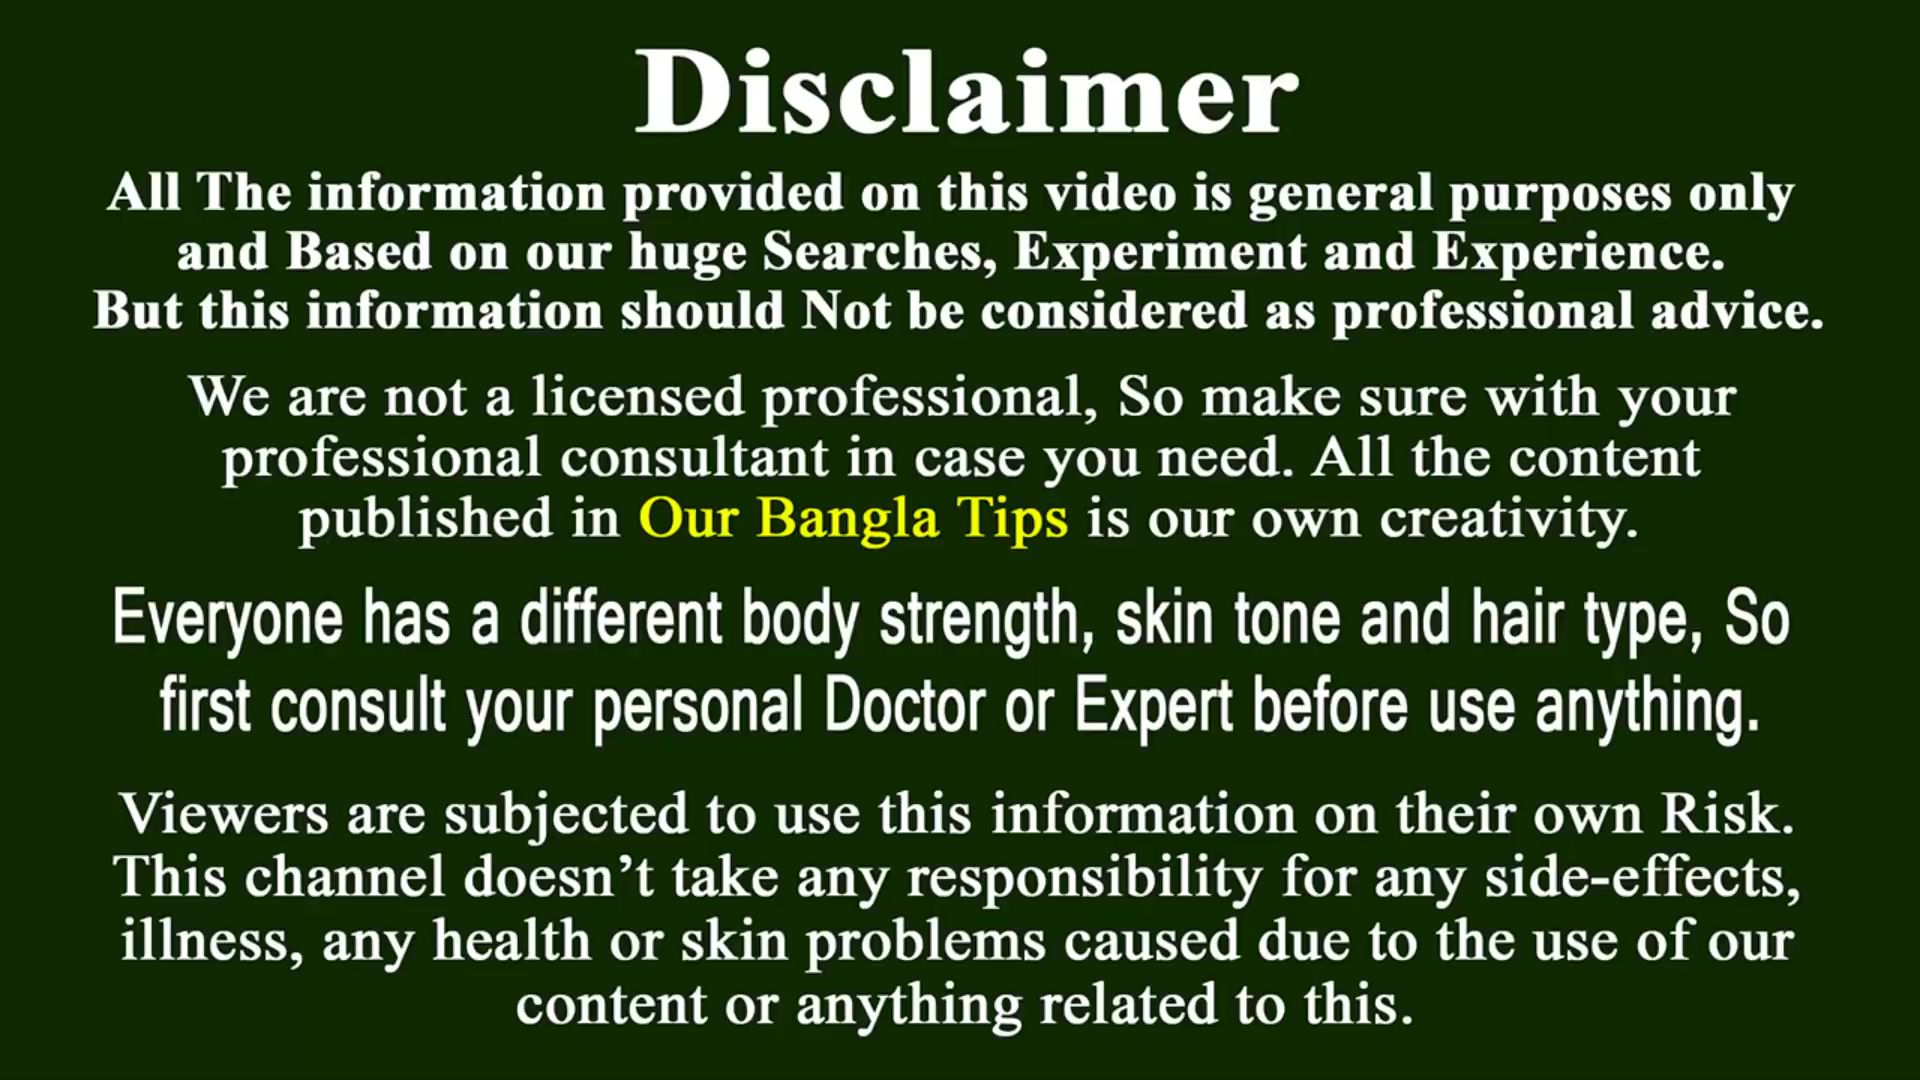 Disclaimer
All The information provided on this video is general purposes only
and Based on our huge Searches, Experiment and Experience.
But this information should Not be considered as professional advice.
We are not a licensed professional, So make sure with your
professional consultant in case you need. All the content
published in Our Bangla Tips is our own creativity.
Everyone has a different body strength, skin tone and hair type, So
first consult your personal Doctor or Expert before use anything.
Viewers are subjected to use this information on their own Risk.
This channel doesn’t take any responsibility for any side-effects,
illness, any health or skin problems caused due to the use of our
content or anything related to this.